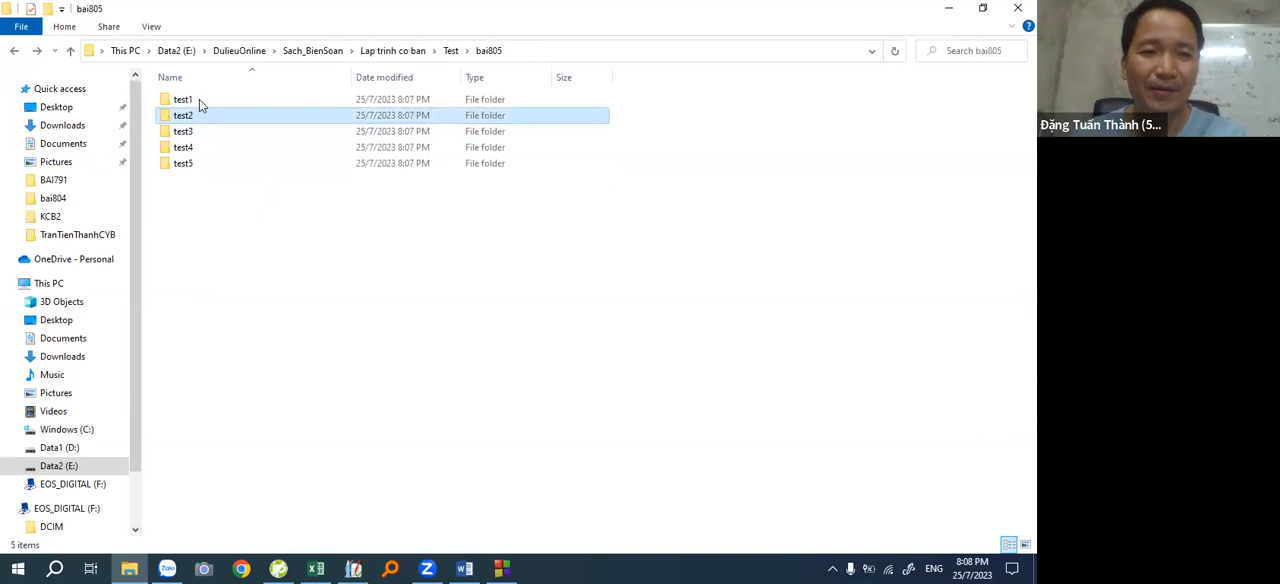 bai805
File Home Share View
This PC Data2 (E:) DulieuOnline Sach_BienSoan Lap trinh co ban Test bai805
Search bai805
Name Date modified Type Size
test1 25/7/2023 8:07 PM File folder
test2 25/7/2023 8:07 PM File folder
test3 25/7/2023 8:07 PM File folder
test4 25/7/2023 8:07 PM File folder
test5 25/7/2023 8:07 PM File folder
Quick access
Desktop
Downloads
Documents
Pictures
BAI791
bai804
KCB2
TranTienThanhCYB
OneDrive - Personal
This PC
3D Objects
Desktop
Documents
Downloads
Music
Pictures
Videos
Windows (C:)
Data1 (D:)
Data2 (E:)
EOS_DIGITAL (F:)
EOS_DIGITAL (F:)
DCIM
5 items
Zalo
ENG
8:08 PM
25/7/2023
Đặng Tuấn Thành (5...